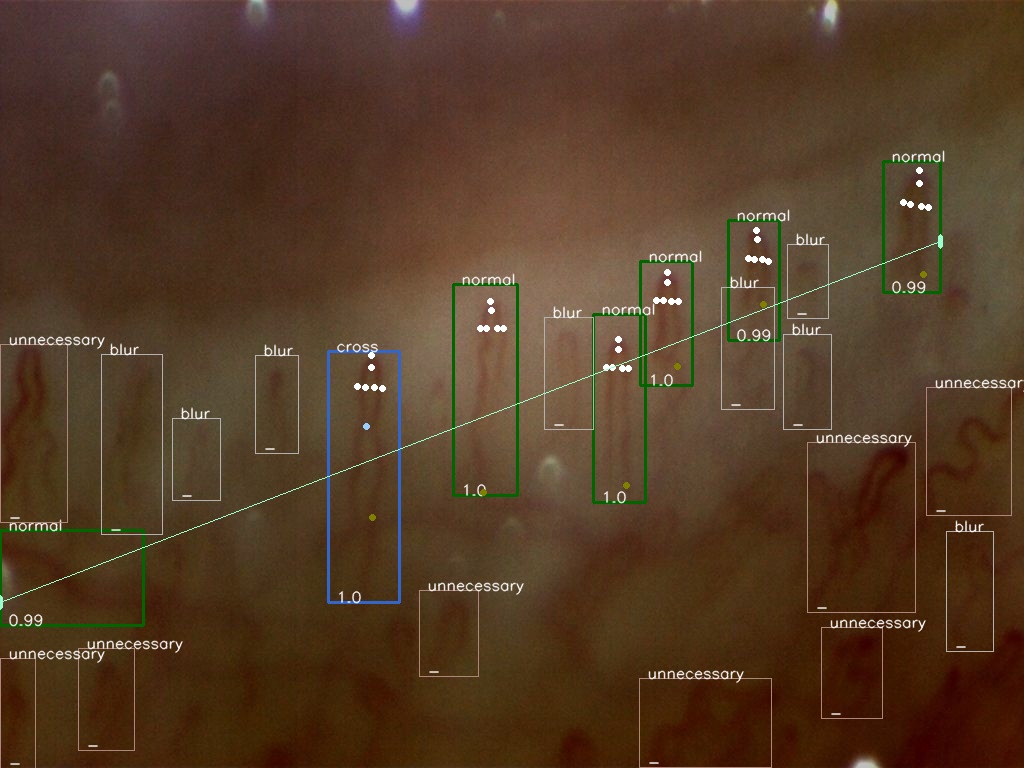 normal
0.99
normal
0.99
blur
normal
1.0
normal
1.0
blur
blur
normal
1.0
blur
_
blur
_
_
_
unnecessary
_
blur
_
blur
_
blur
_
cross
1.0
normal
0.99
unnecessary
_
unnecessary
_
blur
_
unnecessary
_
unnecessary
_
unnecessary
_
unnecessary
_
unnecessary
_